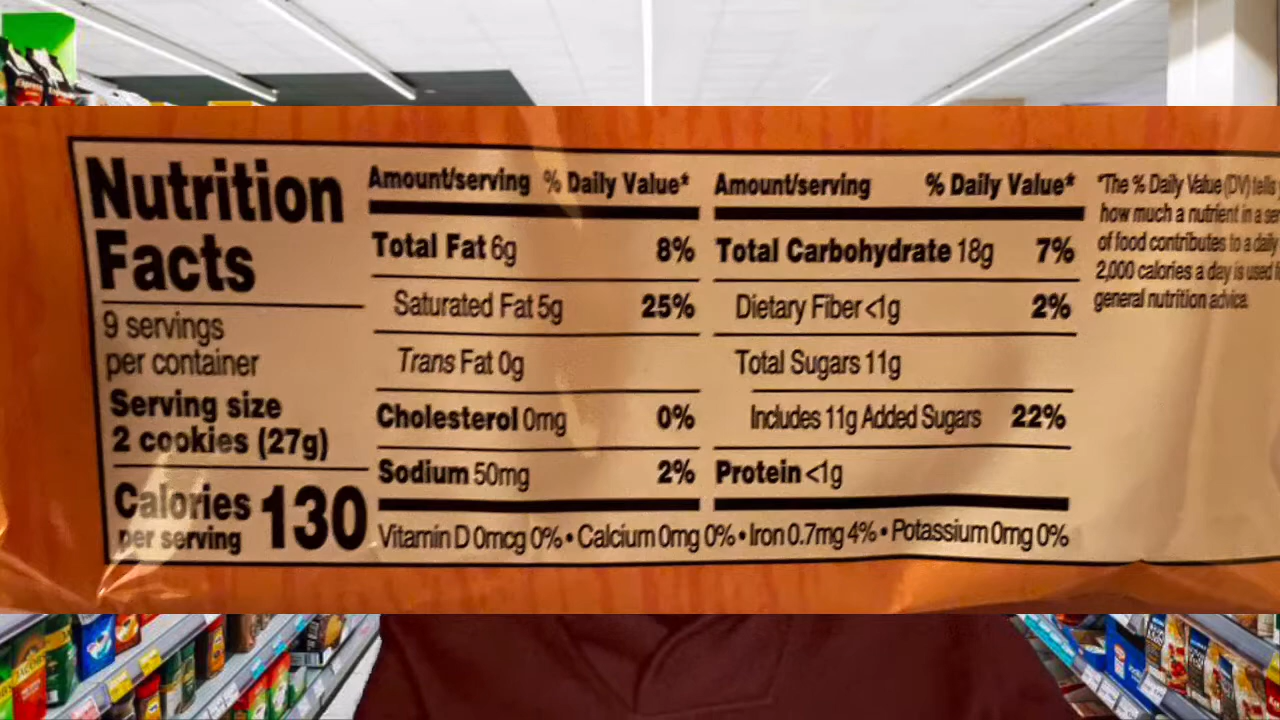 Nutrition
Facts
9 servings
per container
Serving size
2 cookies (27g)
Calories
per serving
130
Amount/serving % Daily Value*
Total Fat 6g 8%
Saturated Fat 5g 25%
Trans Fat 0g
Cholesterol 0mg 0%
Sodium 50mg 2%
Amount/serving % Daily Value*
Total Carbohydrate 18g 7%
Dietary Fiber <1g 2%
Total Sugars 11g
Includes 11g Added Sugars 22%
Protein <1g
Vitamin D 0mcg 0% • Calcium 0mg 0% • Iron 0.7mg 4% • Potassium 0mg 0%
*The % Daily Value (DV) tells
how much a nutrient in a ser
of food contributes to a daily
2,000 calories a day is used f
general nutrition advice.